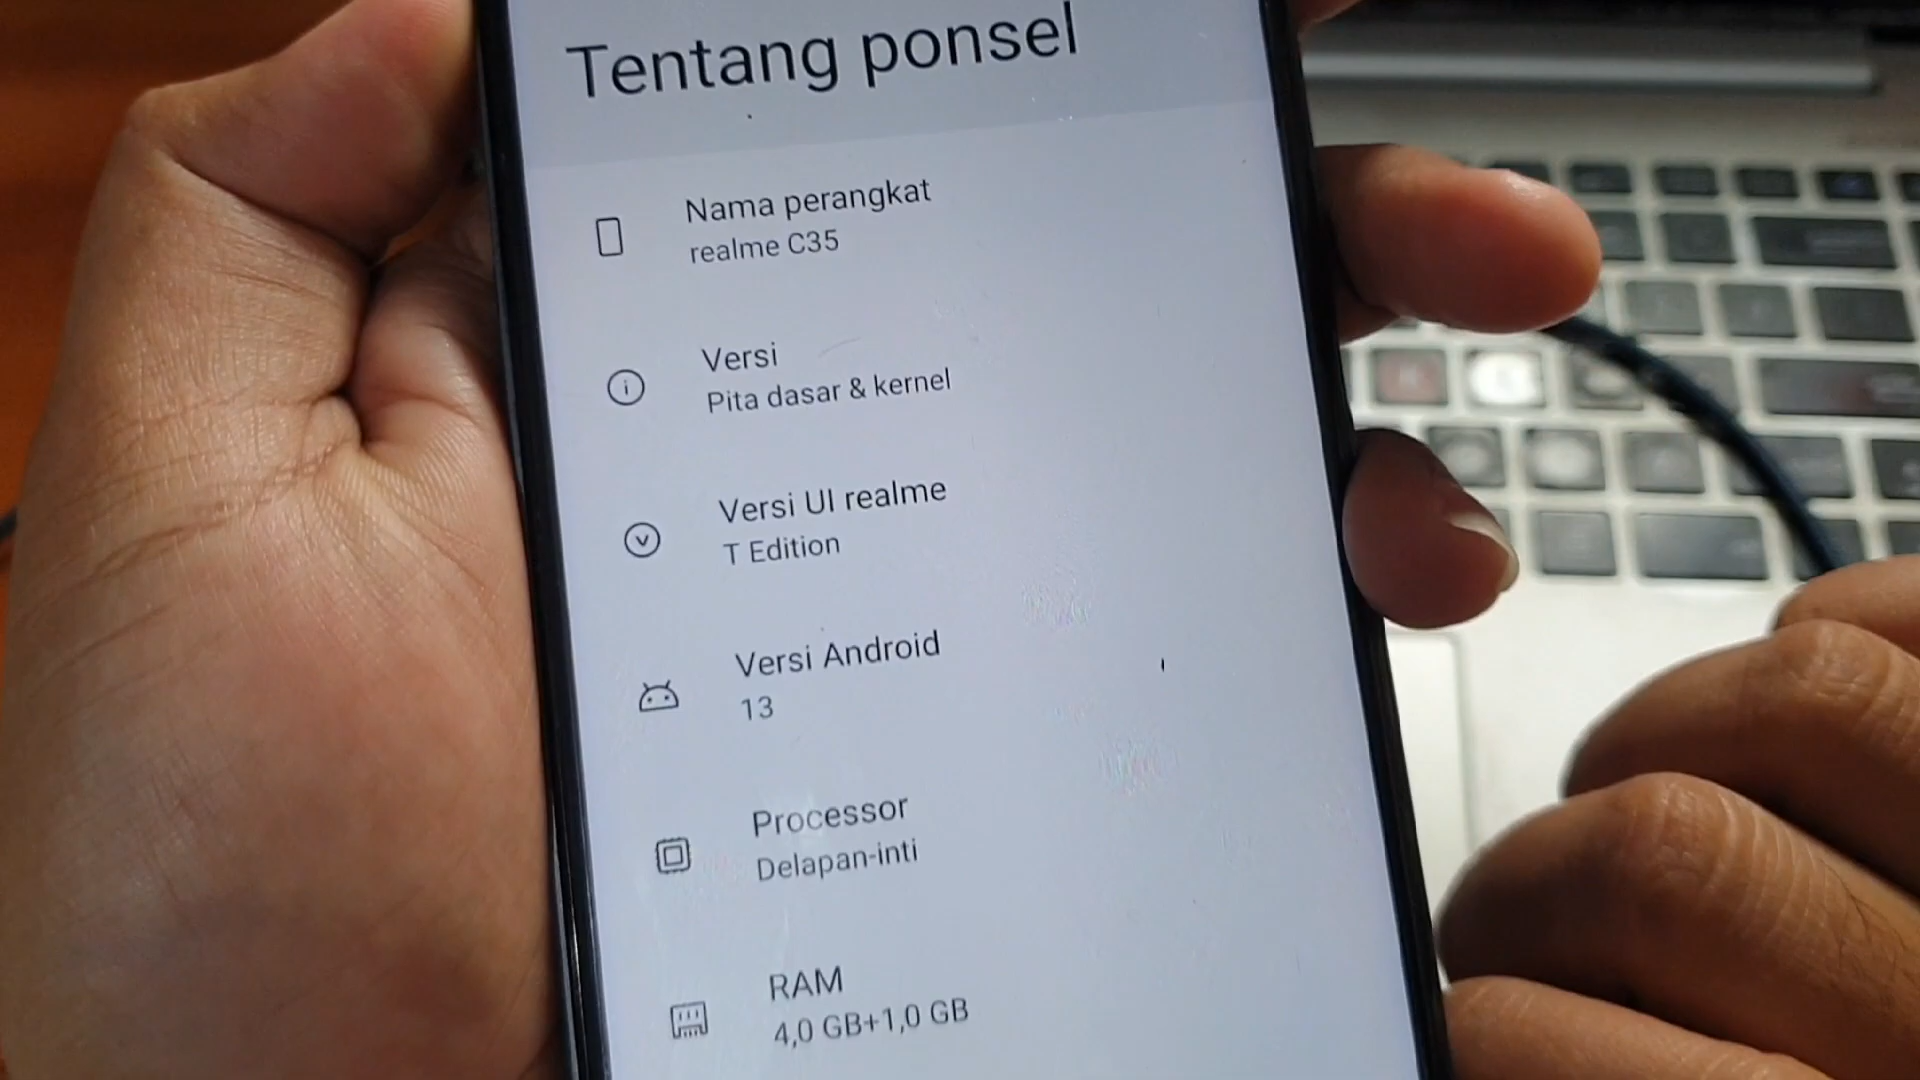 Tentang ponsel
Nama perangkat
realme C35
Versi
Pita dasar & kernel
Versi UI realme
T Edition
Versi Android
13
Processor
Delapan-inti
RAM
4,0 GB+1,0 GB